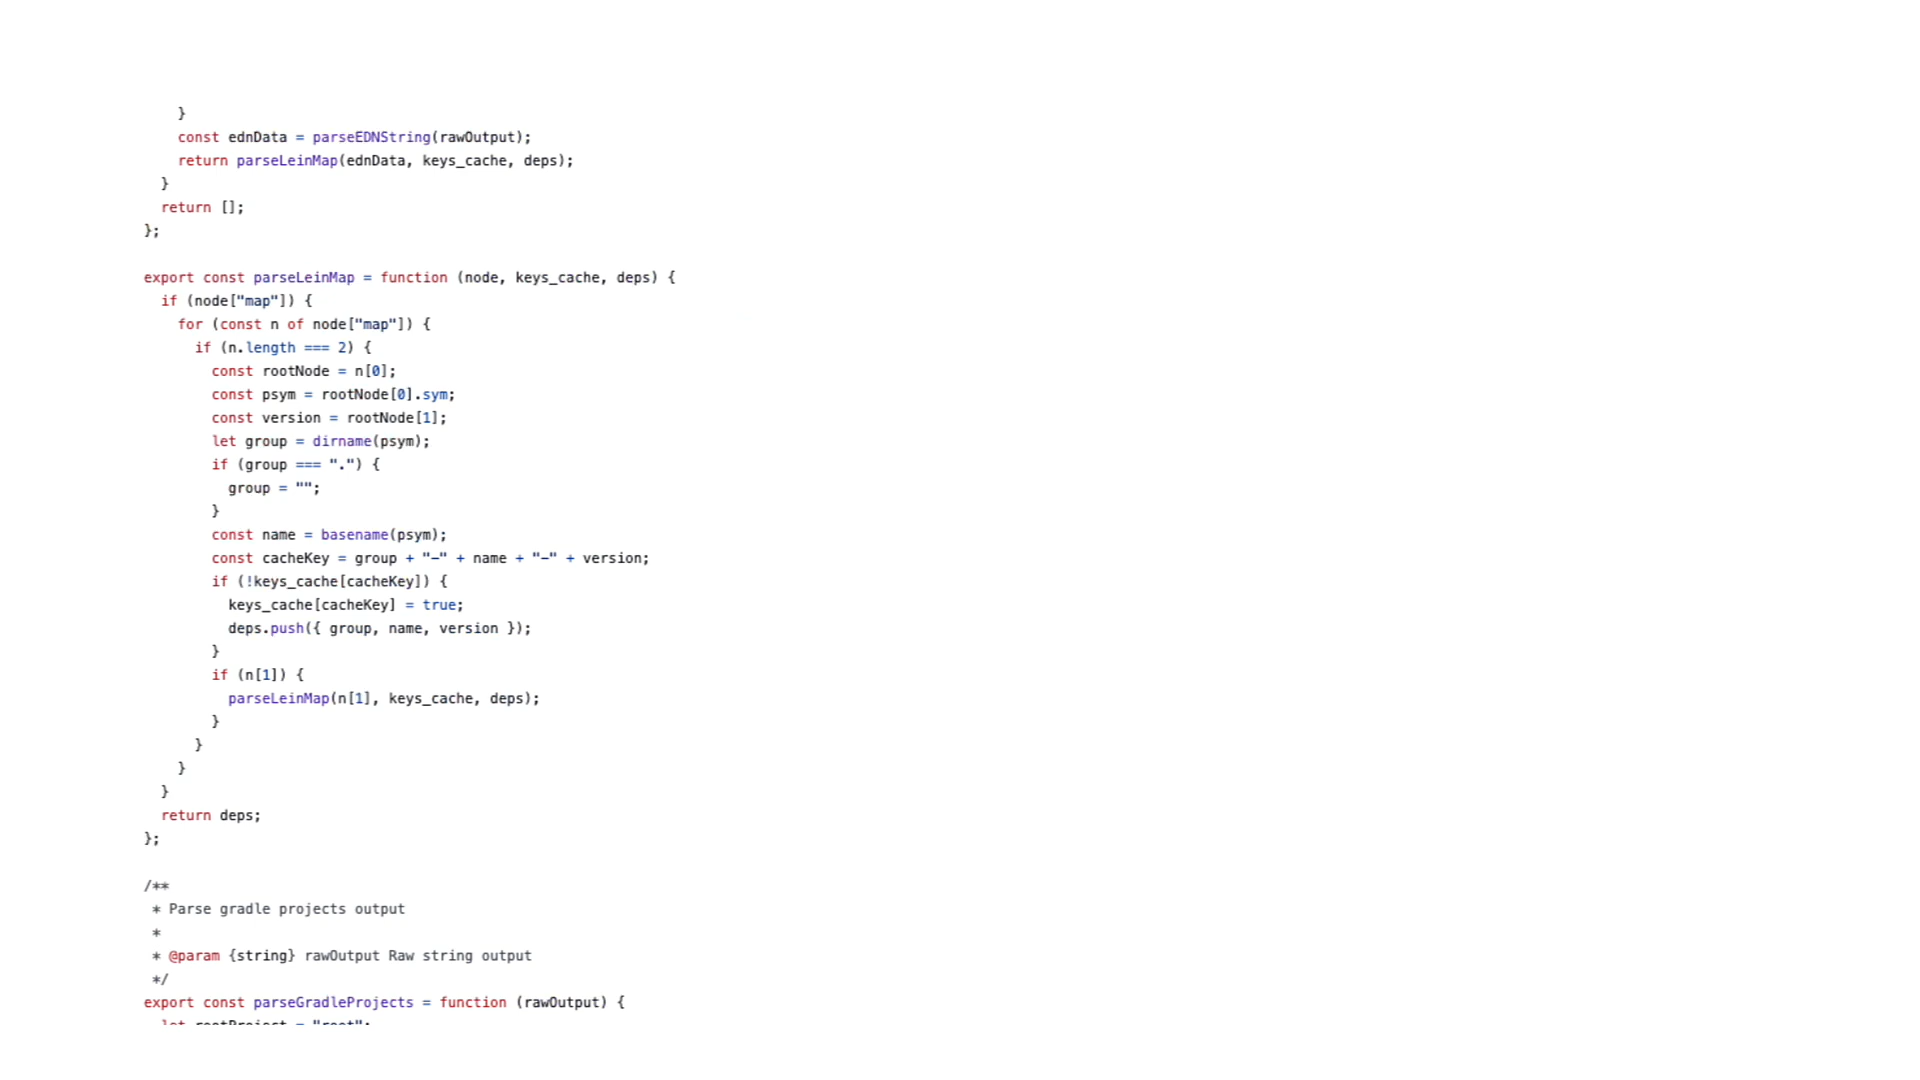 }
const ednData = parseEDNString(rawOutput);
return parseLeinMap(ednData, keys_cache, deps);
}
return [];
};
export const parseLeinMap = function (node, keys_cache, deps) {
if (node["map"]) {
for (const n of node["map"]) {
if (n.length === 2) {
const rootNode = n[0];
const psym = rootNode[0].sym;
const version = rootNode[1];
let group = dirname(psym);
if (group === ".") {
group = "";
}
const name = basename(psym);
const cacheKey = group + "-" + name + "-" + version;
if (!keys_cache[cacheKey]) {
keys_cache[cacheKey] = true;
deps.push({ group, name, version });
}
if (n[1]) {
parseLeinMap(n[1], keys_cache, deps);
}
}
}
}
return deps;
};
/**
* Parse gradle projects output
*
* @param {string} rawOutput Raw string output
*/
export const parseGradleProjects = function (rawOutput) {
let rootProject = "root";